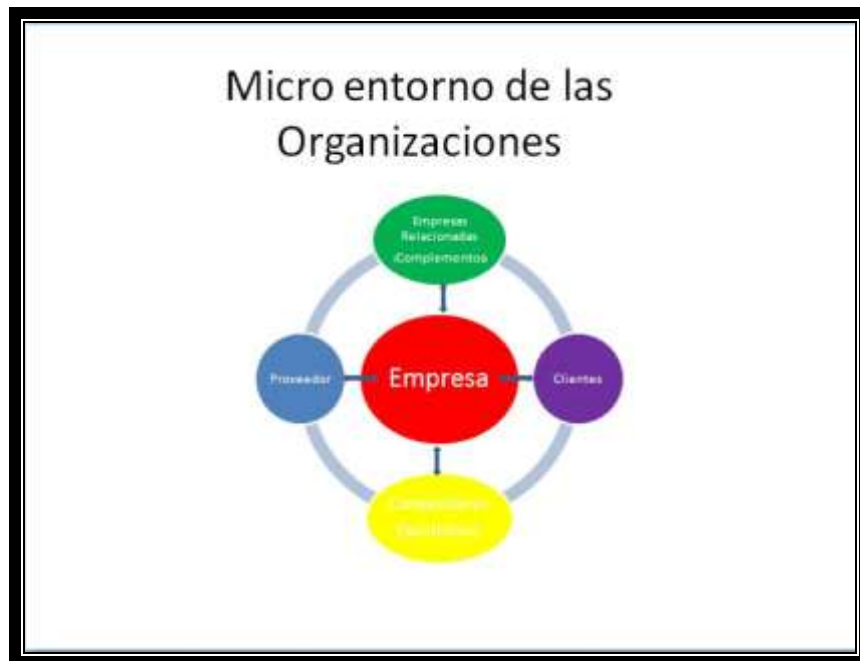 Micro entorno de las
Organizaciones
Empresas
Relacionadas
Complementos
Proveedor
Empresa
Clientes